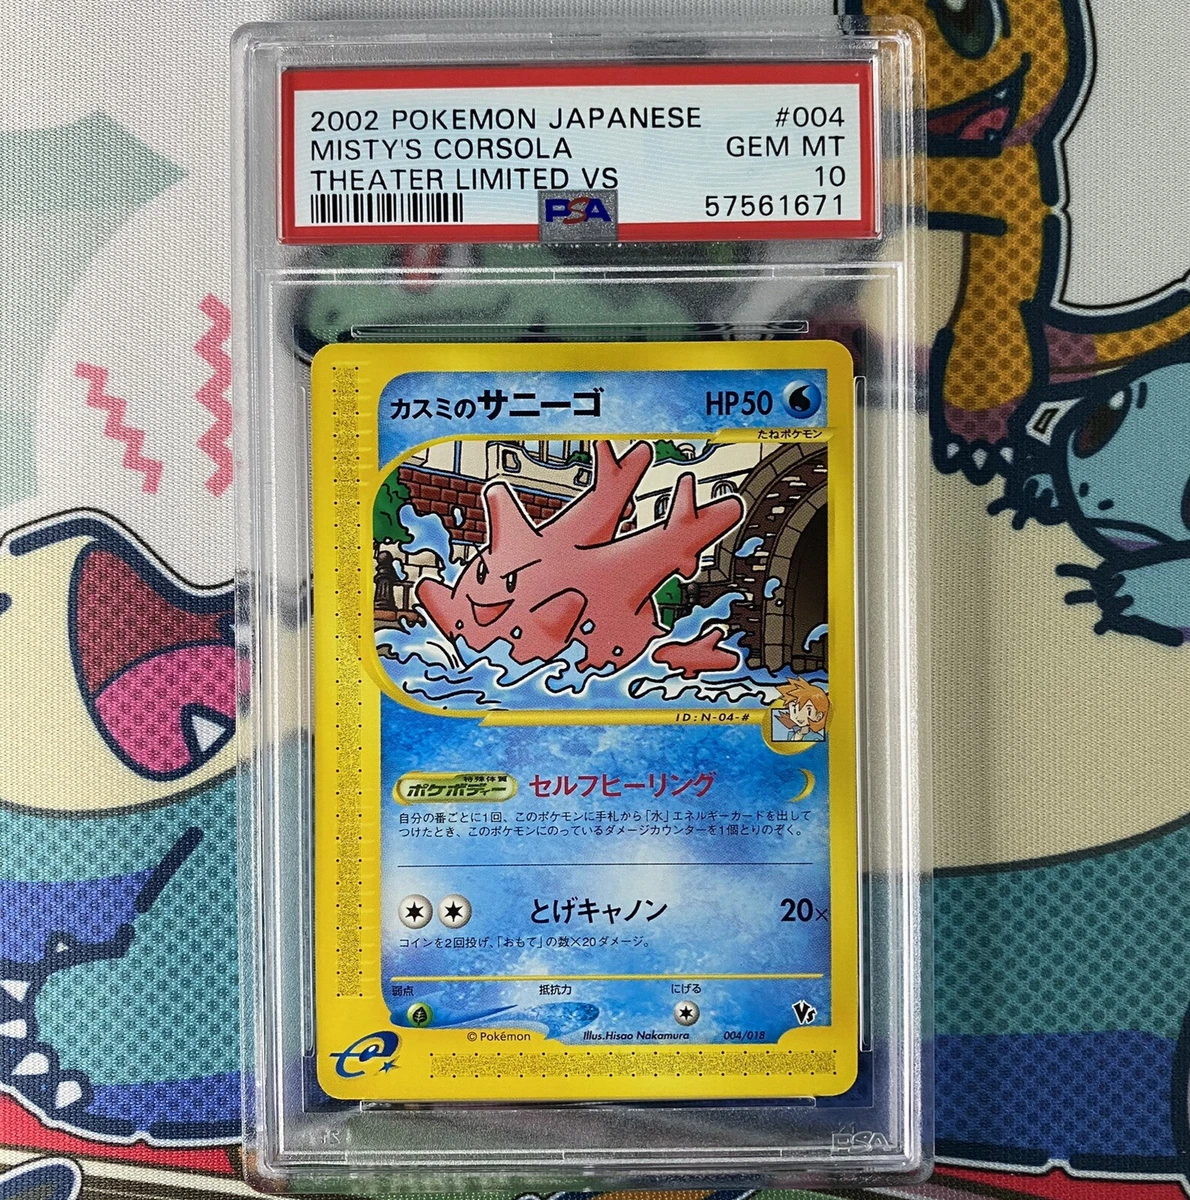 2002 POKEMON JAPANESE #004
MISTY'S CORSOLA GEM MT
THEATER LIMITED VS 10
PSA 57561671
カスミのサニーゴ HP50
たねポケモン
ID:N-04-#
特殊体質
ポケボディー セルフヒーリング
自分の番ごとに1回、このポケモンに手札から「水」エネルギーカードを出して
つけたとき、このポケモンにのっているダメージカウンターを1個とりのぞく。
とげキャノン 20×
コインを2回投げ、「おもて」の数×20ダメージ。
弱点 抵抗力 にげる
©Pokémon Illus.Hisao Nakamura 004/018 VS
e
PSA